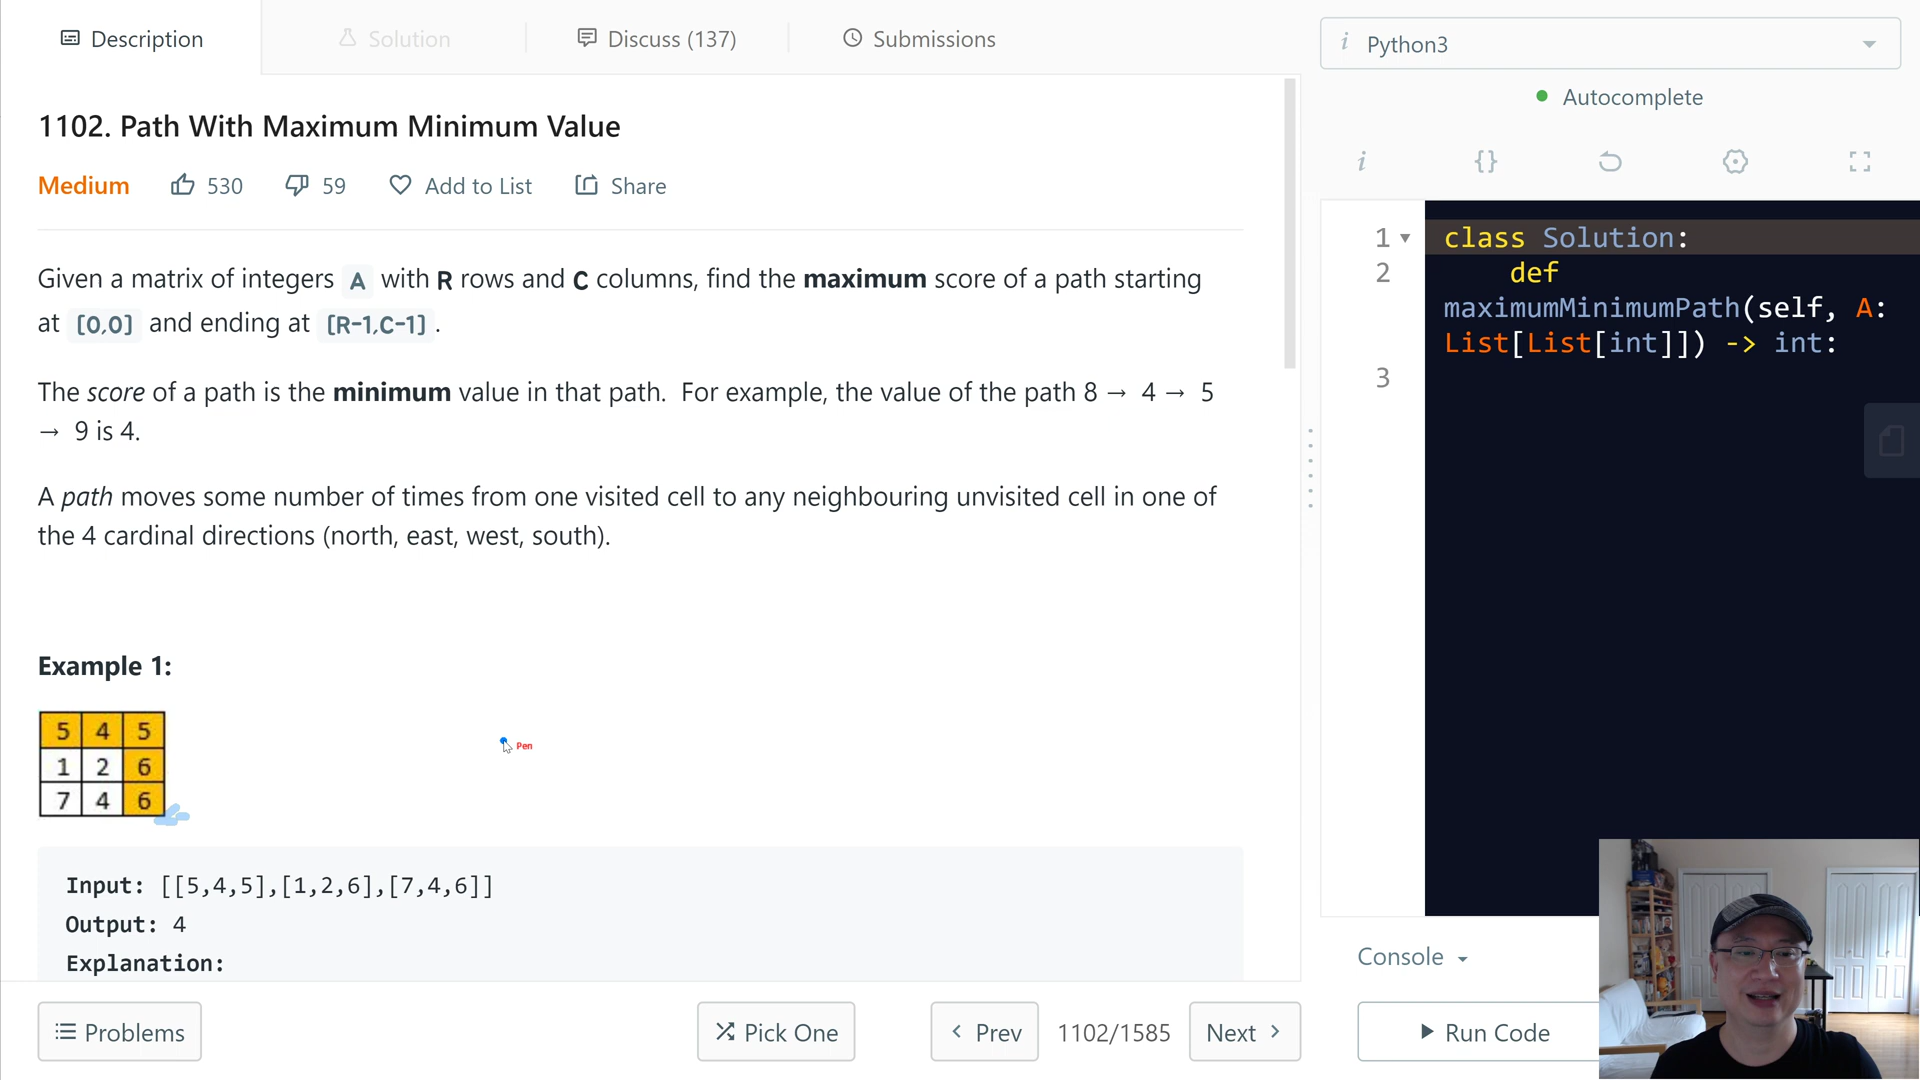 Description
Solution
Discuss (137)
Submissions
1102. Path With Maximum Minimum Value
Medium 530 59 Add to List Share
Given a matrix of integers A with R rows and C columns, find the maximum score of a path starting
at [0,0] and ending at [R-1,C-1].
The score of a path is the minimum value in that path. For example, the value of the path 8 → 4 → 5
→ 9 is 4.
A path moves some number of times from one visited cell to any neighbouring unvisited cell in one of
the 4 cardinal directions (north, east, west, south).
Example 1:
5 4 5
1 2 6
7 4 6
Pen
Input: [[5,4,5],[1,2,6],[7,4,6]]
Output: 4
Explanation:
Problems
Pick One
Prev
1102/1585
Next
i Python3
Autocomplete
i {}
1 class Solution:
2 def
maximumMinimumPath(self, A:
List[List[int]]) -> int:
3
Console
Run Code